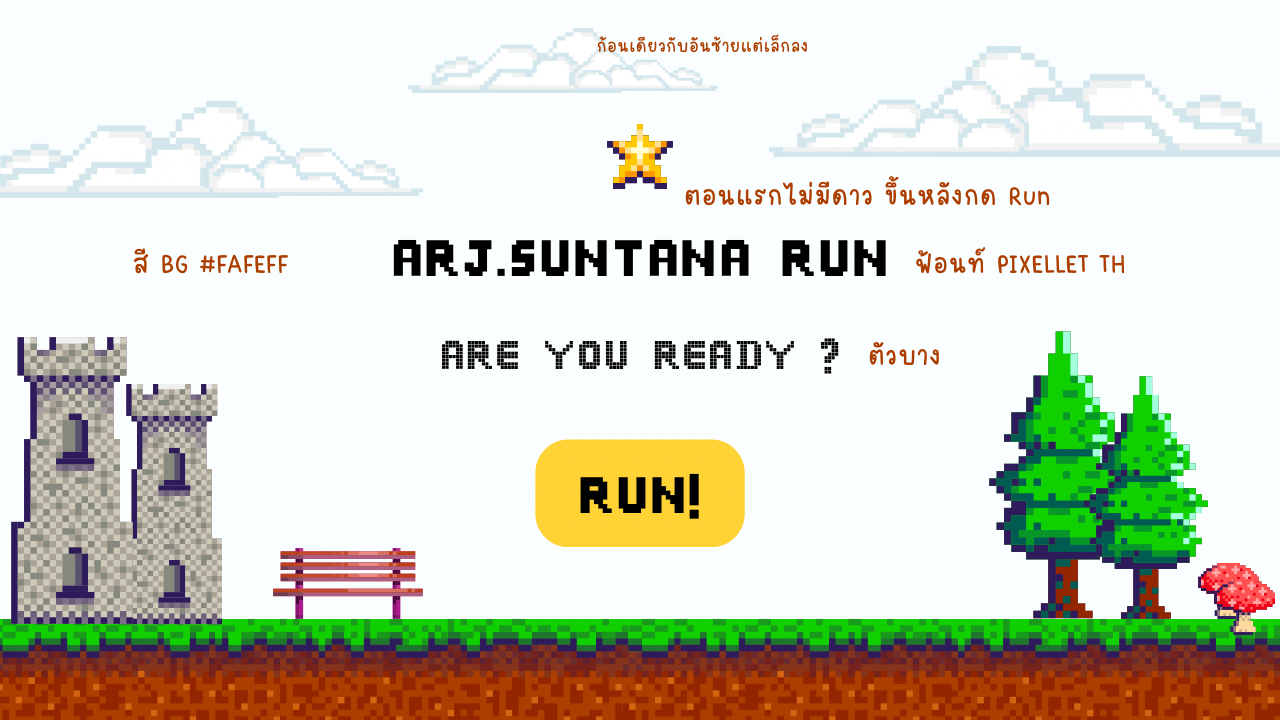 ก้อนเดียวกับอันซ้ายแต่เล็กลง
ตอนแรกไม่มีดาว ขึ้นหลังกด Run
สี BG #FAFEFF
ARJ.SUNTANA RUN
ฟ้อนท์ PIXELLET TH
ARE YOU READY ?
ตัวบาง
RUN!